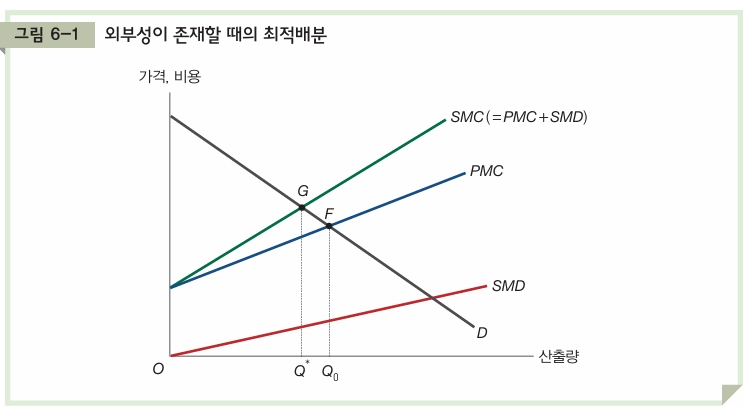 그림 6-1 외부성이 존재할 때의 최적배분
가격, 비용
SMC(=PMC+SMD)
PMC
G
F
SMD
D
산출량
O
Q* Q0